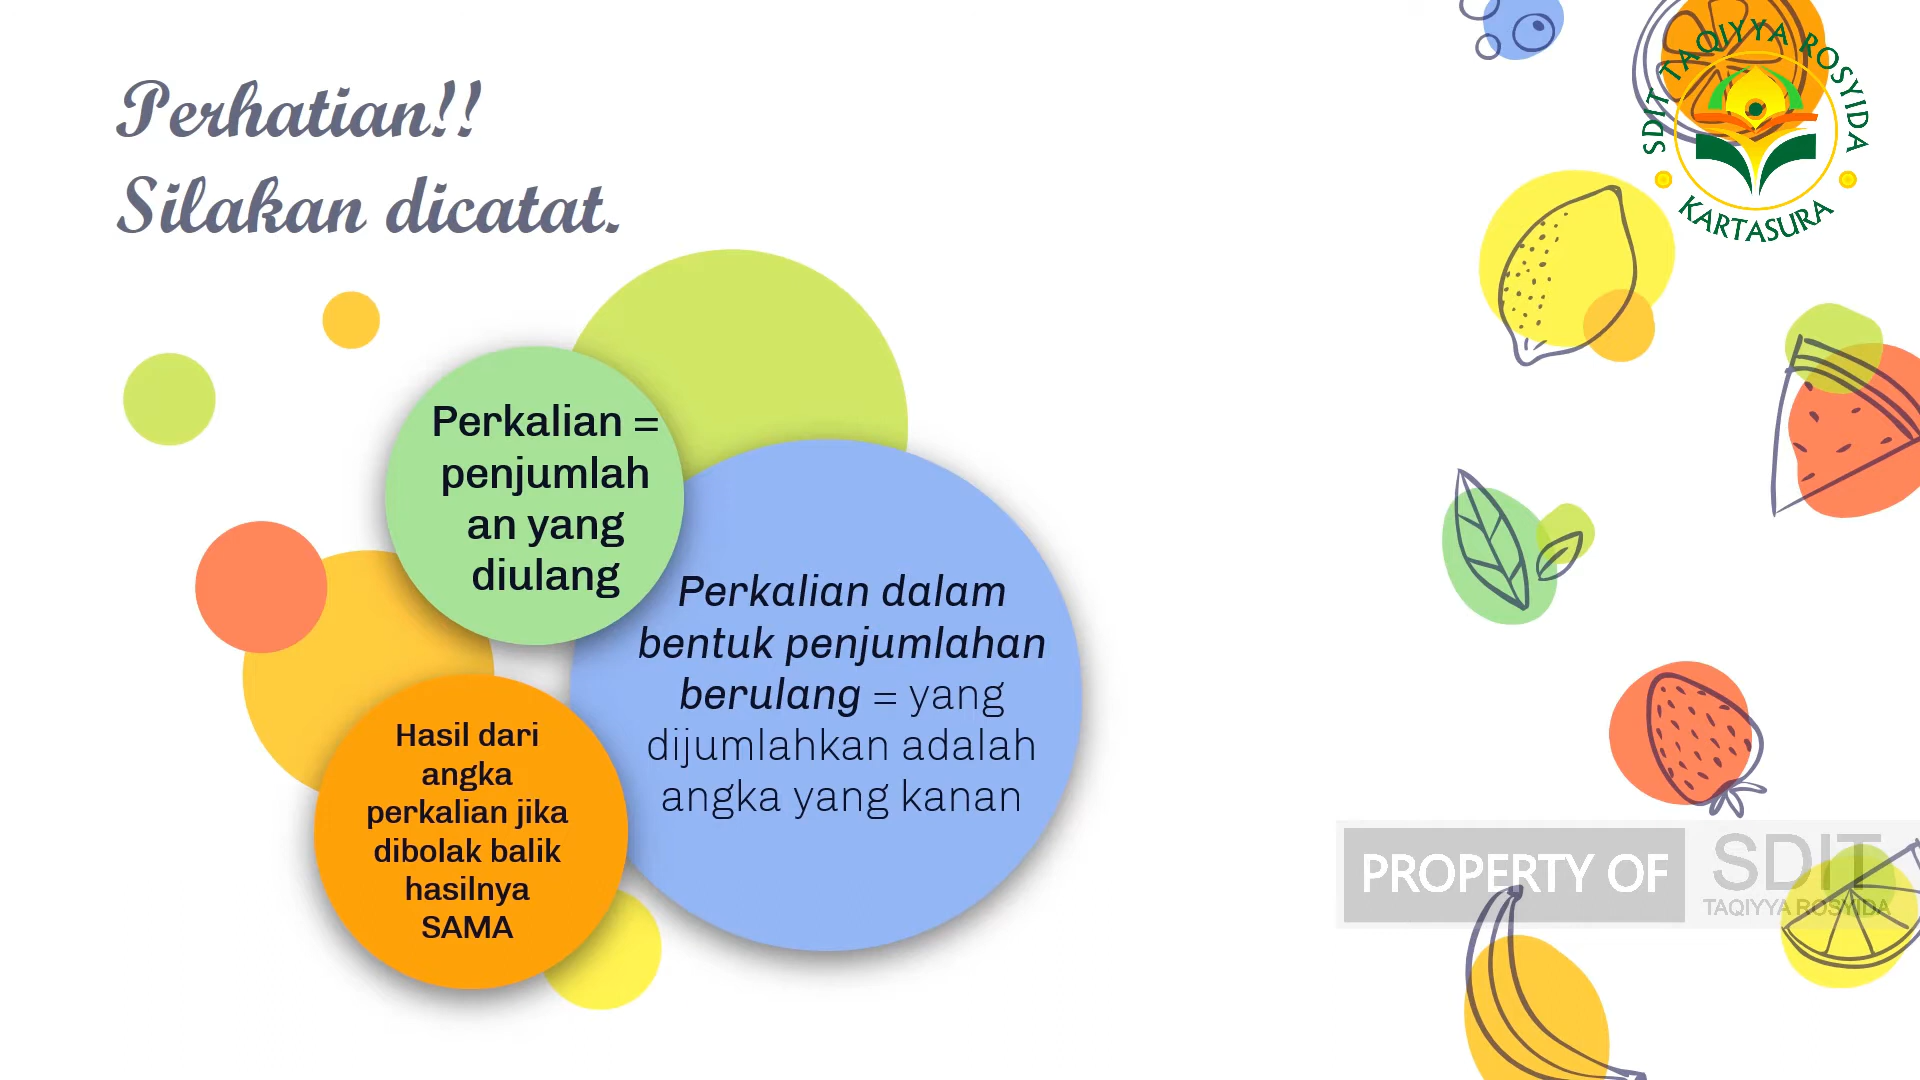 Perhatian!!
Silakan dicatat.
SDIT TAQIYYA ROSYIDA
KARTASURA
Perkalian =
penjumlah
an yang
diulang
Perkalian dalam
bentuk penjumlahan
berulang = yang
dijumlahkan adalah
angka yang kanan
Hasil dari
angka
perkalian jika
dibolak balik
hasilnya
SAMA
PROPERTY OF
SDIT
TAQIYYA ROSYIDA